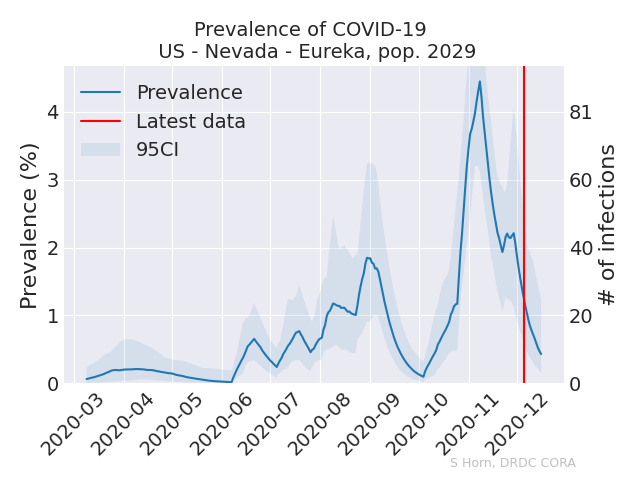 Prevalence of COVID-19
US - Nevada - Eureka, pop. 2029
Prevalence
Latest data
95CI
Prevalence (%)
4
3
2
1
0
81
60
40
20
0
# of infections
2020-03
2020-04
2020-05
2020-06
2020-07
2020-08
2020-09
2020-10
2020-11
2020-12
S Horn, DRDC CORA